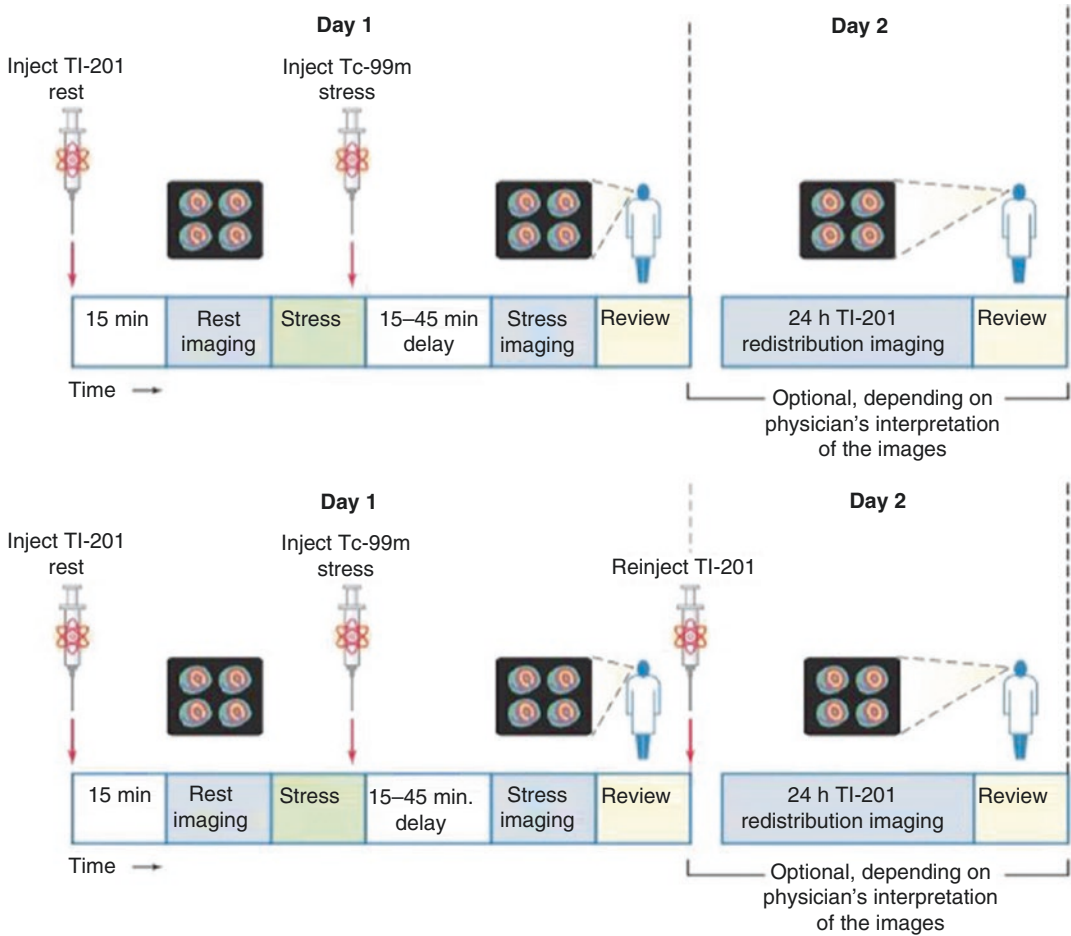 Day 1
Day 2
Inject TI-201
rest
Inject Tc-99m
stress
15 min
Rest
imaging
Stress
15–45 min
delay
Stress
imaging
Review
24 h TI-201
redistribution imaging
Review
Time
Optional, depending on
physician’s interpretation
of the images
Day 1
Day 2
Inject TI-201
rest
Inject Tc-99m
stress
Reinject TI-201
15 min
Rest
imaging
Stress
15–45 min.
delay
Stress
imaging
Review
24 h TI-201
redistribution imaging
Review
Time
Optional, depending on
physician’s interpretation
of the images